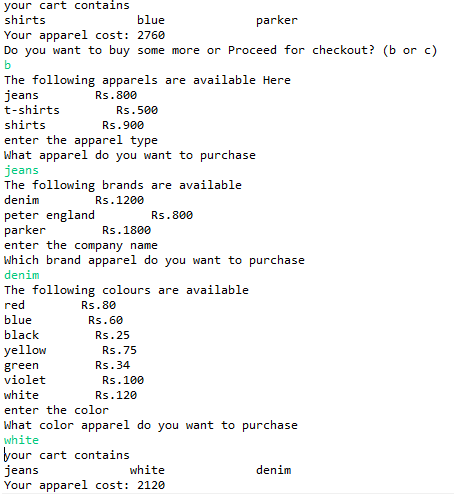 your cart contains
shirts blue parker
Your apparel cost: 2760
Do you want to buy some more or Proceed for checkout? (b or c)
b
The following apparels are available Here
jeans Rs.800
t-shirts Rs.500
shirts Rs.900
enter the apparel type
What apparel do you want to purchase
jeans
The following brands are available
denim Rs.1200
peter england Rs.800
parker Rs.1800
enter the company name
Which brand apparel do you want to purchase
denim
The following colours are available
red Rs.80
blue Rs.60
black Rs.25
yellow Rs.75
green Rs.34
violet Rs.100
white Rs.120
enter the color
What color apparel do you want to purchase
white
your cart contains
jeans white denim
Your apparel cost: 2120